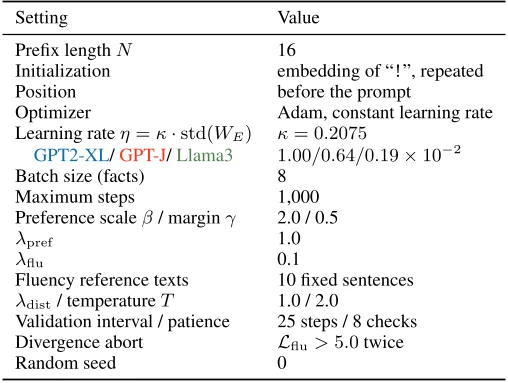 Setting Value
Prefix length N 16
Initialization embedding of “!”, repeated
Position before the prompt
Optimizer Adam, constant learning rate
Learning rate η = κ · std(W_E) κ = 0.2075
GPT2-XL/ GPT-J/ Llama3 1.00/0.64/0.19 × 10⁻²
Batch size (facts) 8
Maximum steps 1,000
Preference scale β / margin γ 2.0 / 0.5
λ_pref 1.0
λ_flu 0.1
Fluency reference texts 10 fixed sentences
λ_dist / temperature T 1.0 / 2.0
Validation interval / patience 25 steps / 8 checks
Divergence abort ℒ_flu > 5.0 twice
Random seed 0